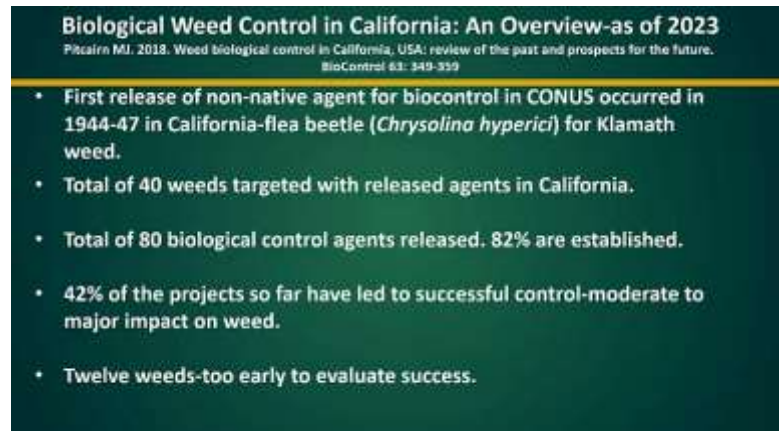 Biological Weed Control in California: An Overview-as of 2023
Pitcairn MJ. 2018. Weed biological control in California, USA: review of the past and prospects for the future.
BioControl 63: 349-359
• First release of non-native agent for biocontrol in CONUS occurred in
1944-47 in California-flea beetle (Chrysolina hyperici) for Klamath
weed.
• Total of 40 weeds targeted with released agents in California.
• Total of 80 biological control agents released. 82% are established.
• 42% of the projects so far have led to successful control-moderate to
major impact on weed.
• Twelve weeds-too early to evaluate success.